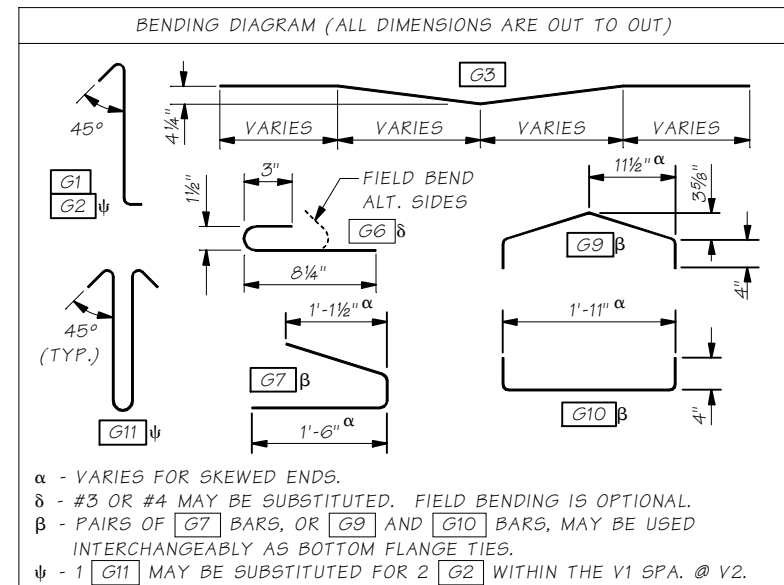 BENDING DIAGRAM (ALL DIMENSIONS ARE OUT TO OUT)
G3
45°
4¼"
VARIES VARIES VARIES VARIES
G1
G2 ψ
3"
1½"
FIELD BEND
ALT. SIDES
G6 δ
8¼"
11½" α
3⅝"
G9 β
4"
45°
(TYP.)
G11 ψ
1'-1½" α
G7 β
1'-6" α
1'-11" α
G10 β
4"
α - VARIES FOR SKEWED ENDS.
δ - #3 OR #4 MAY BE SUBSTITUTED. FIELD BENDING IS OPTIONAL.
β - PAIRS OF G7 BARS, OR G9 AND G10 BARS, MAY BE USED
INTERCHANGEABLY AS BOTTOM FLANGE TIES.
ψ - 1 G11 MAY BE SUBSTITUTED FOR 2 G2 WITHIN THE V1 SPA. @ V2.